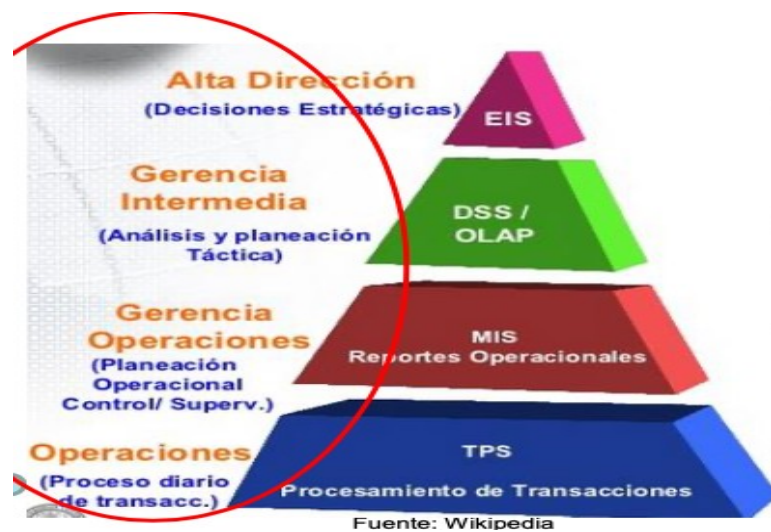 Alta Dirección
(Decisiones Estratégicas)
EIS
Gerencia
Intermedia
(Análisis y planeación
Táctica)
DSS /
OLAP
Gerencia
Operaciones
(Planeación
Operacional
Control/ Superv.)
MIS
Reportes Operacionales
Operaciones
(Proceso diario
de transacc.)
TPS
Procesamiento de Transacciones
Fuente: Wikipedia